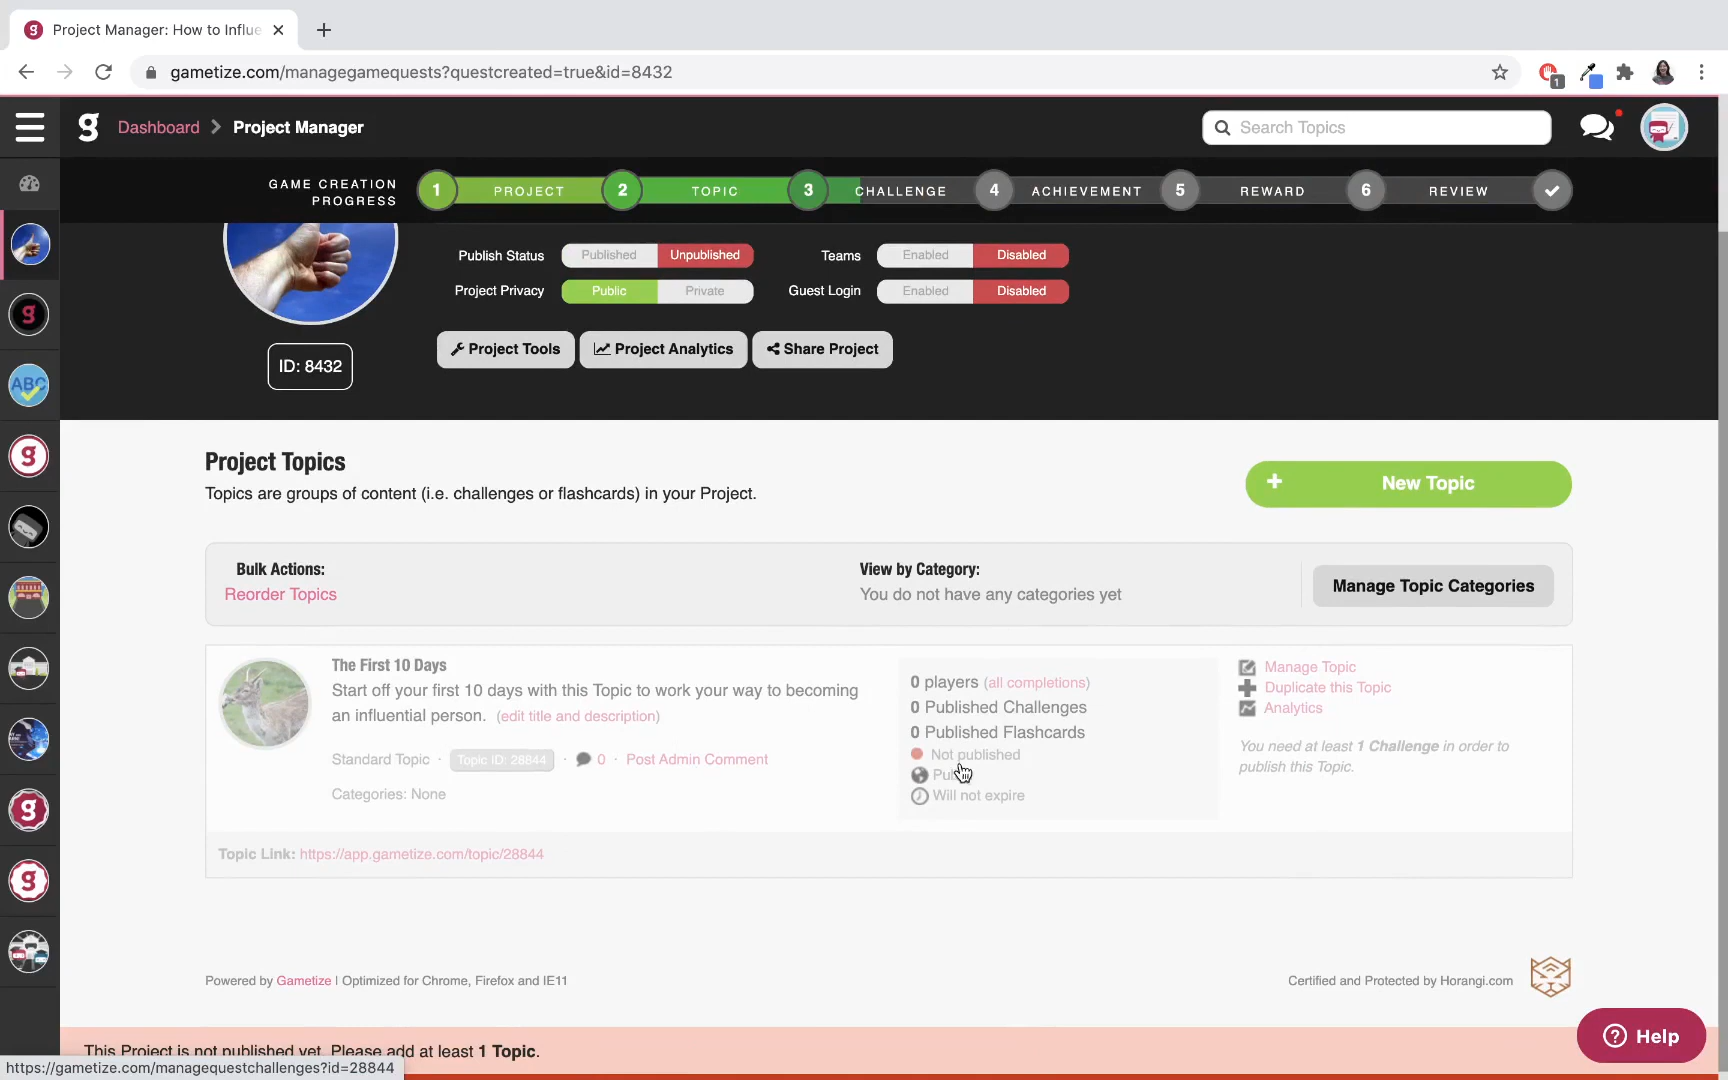 Project Manager: How to Influe
gametize.com/managegamequests?questcreated=true&id=8432
1
g
Dashboard
Project Manager
Search Topics
GAME CREATION
PROGRESS
1
PROJECT
2
TOPIC
3
CHALLENGE
4
ACHIEVEMENT
5
REWARD
6
REVIEW
Publish Status
Published
Unpublished
Teams
Enabled
Disabled
Project Privacy
Public
Private
Guest Login
Enabled
Disabled
Project Tools
Project Analytics
Share Project
ID: 8432
g
ABC
g
g
g
Project Topics
Topics are groups of content (i.e. challenges or flashcards) in your Project.
New Topic
Bulk Actions:
Reorder Topics
View by Category:
You do not have any categories yet
Manage Topic Categories
The First 10 Days
Start off your first 10 days with this Topic to work your way to becoming
an influential person. (edit title and description)
Standard Topic · Topic ID: 28844 · 0 · Post Admin Comment
Categories: None
0 players (all completions)
0 Published Challenges
0 Published Flashcards
Not published
Will not expire
Manage Topic
Duplicate this Topic
Analytics
You need at least 1 Challenge in order to
publish this Topic.
Topic Link: https://app.gametize.com/topic/28844
Powered by Gametize | Optimized for Chrome, Firefox and IE11
Certified and Protected by Horangi.com
Help
This Project is not published yet. Please add at least 1 Topic.
https://gametize.com/managequestchallenges?id=28844